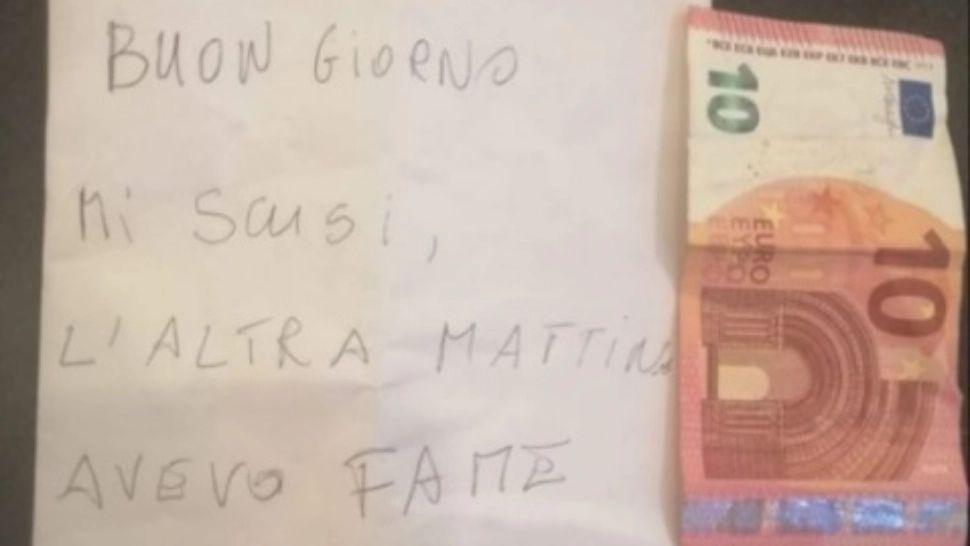 BUON GIORNO
Mi SCUSi,
L'ALTRA MATTiNA
AVEVO FAME
10
EURO
ΕΥΡΩ
10